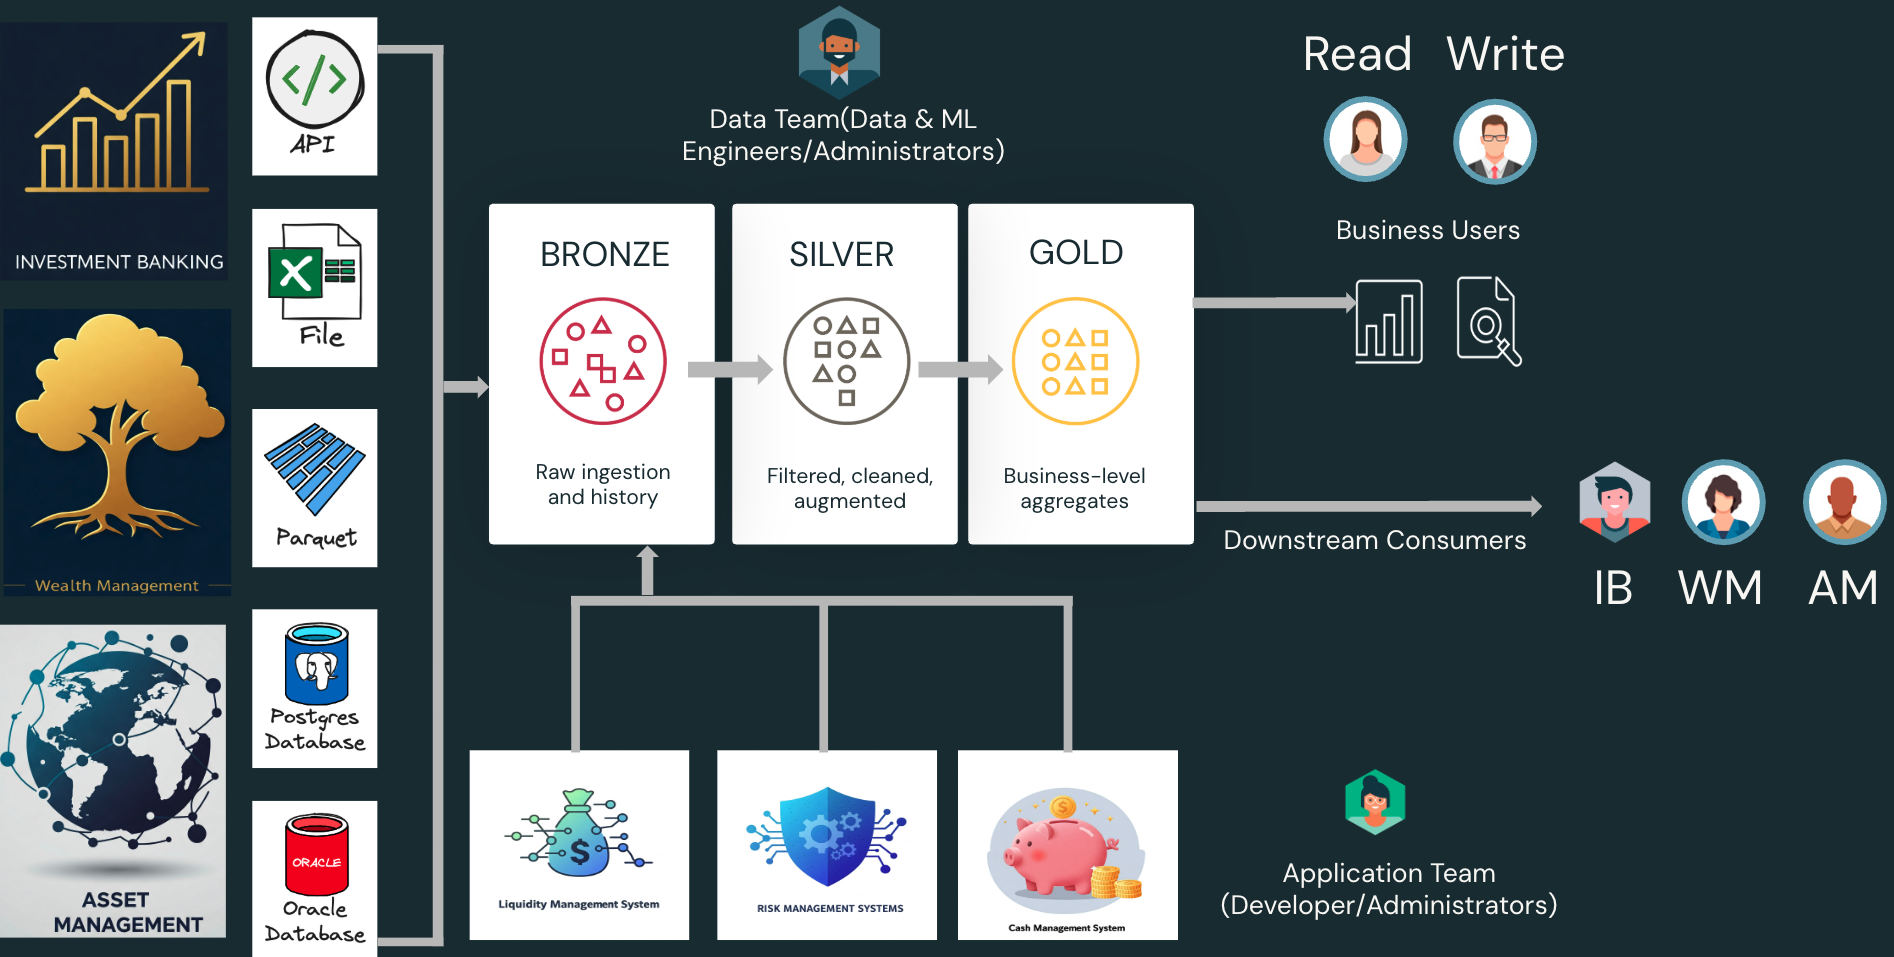 INVESTMENT BANKING
Wealth Management
ASSET
MANAGEMENT
API
File
Parquet
Postgres
Database
ORACLE
Oracle
Database
Data Team(Data & ML
Engineers/Administrators)
BRONZE
Raw ingestion
and history
SILVER
Filtered, cleaned,
augmented
GOLD
Business-level
aggregates
Read Write
Business Users
Downstream Consumers
IB WM AM
$
Liquidity Management System
RISK MANAGEMENT SYSTEMS
$
Cash Management System
Application Team
(Developer/Administrators)